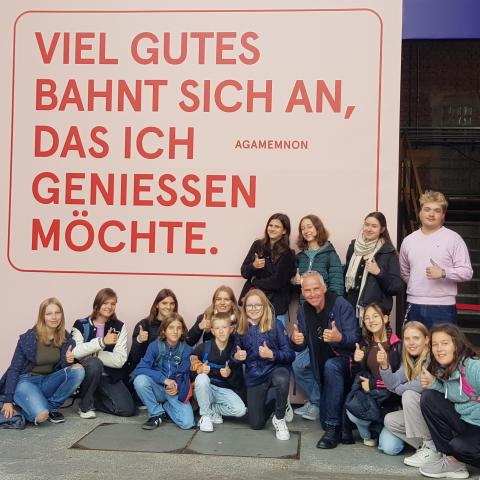 VIEL GUTES
BAHNT SICH AN,
DAS ICH
AGAMEMNON
GENIESSEN
MÖCHTE.